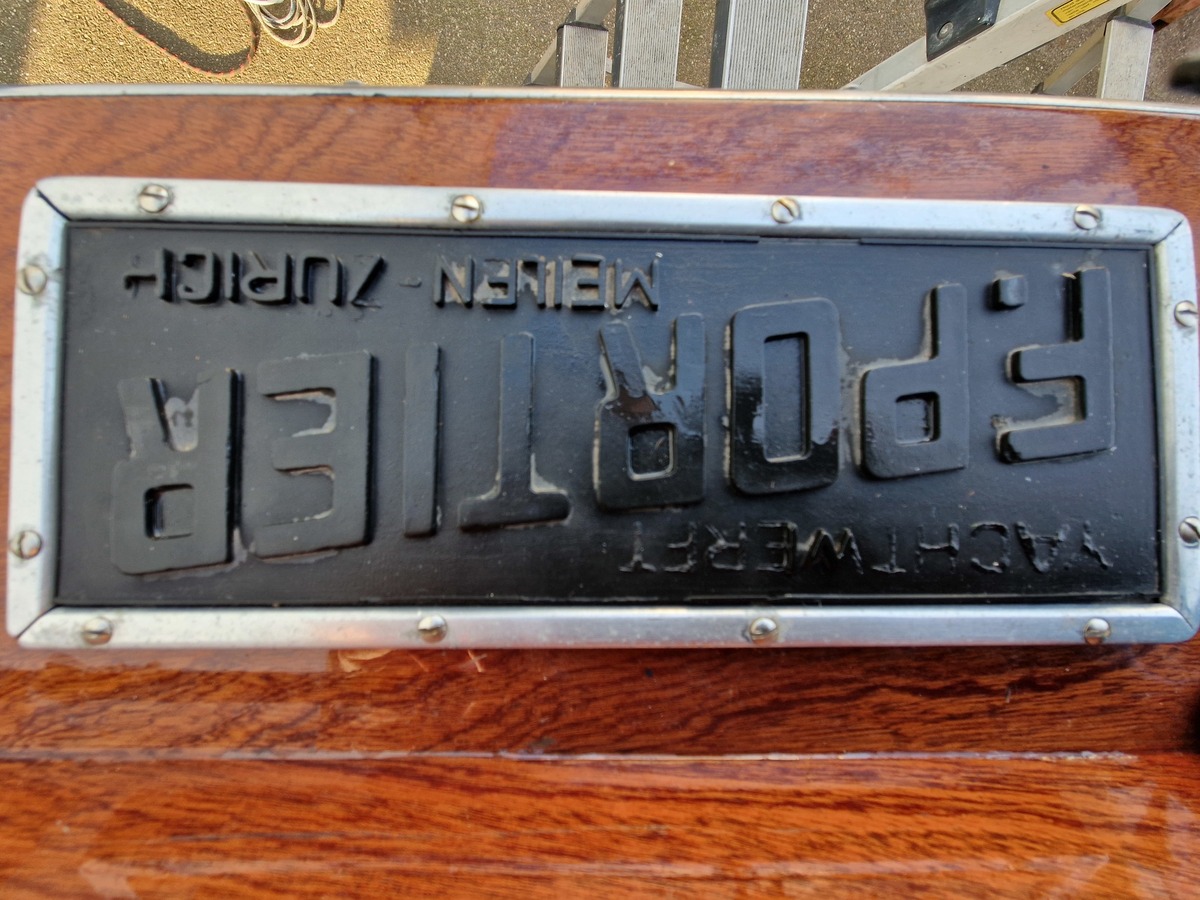 YACHTWERFT
F. PORTIER
MEILEN - ZURICH